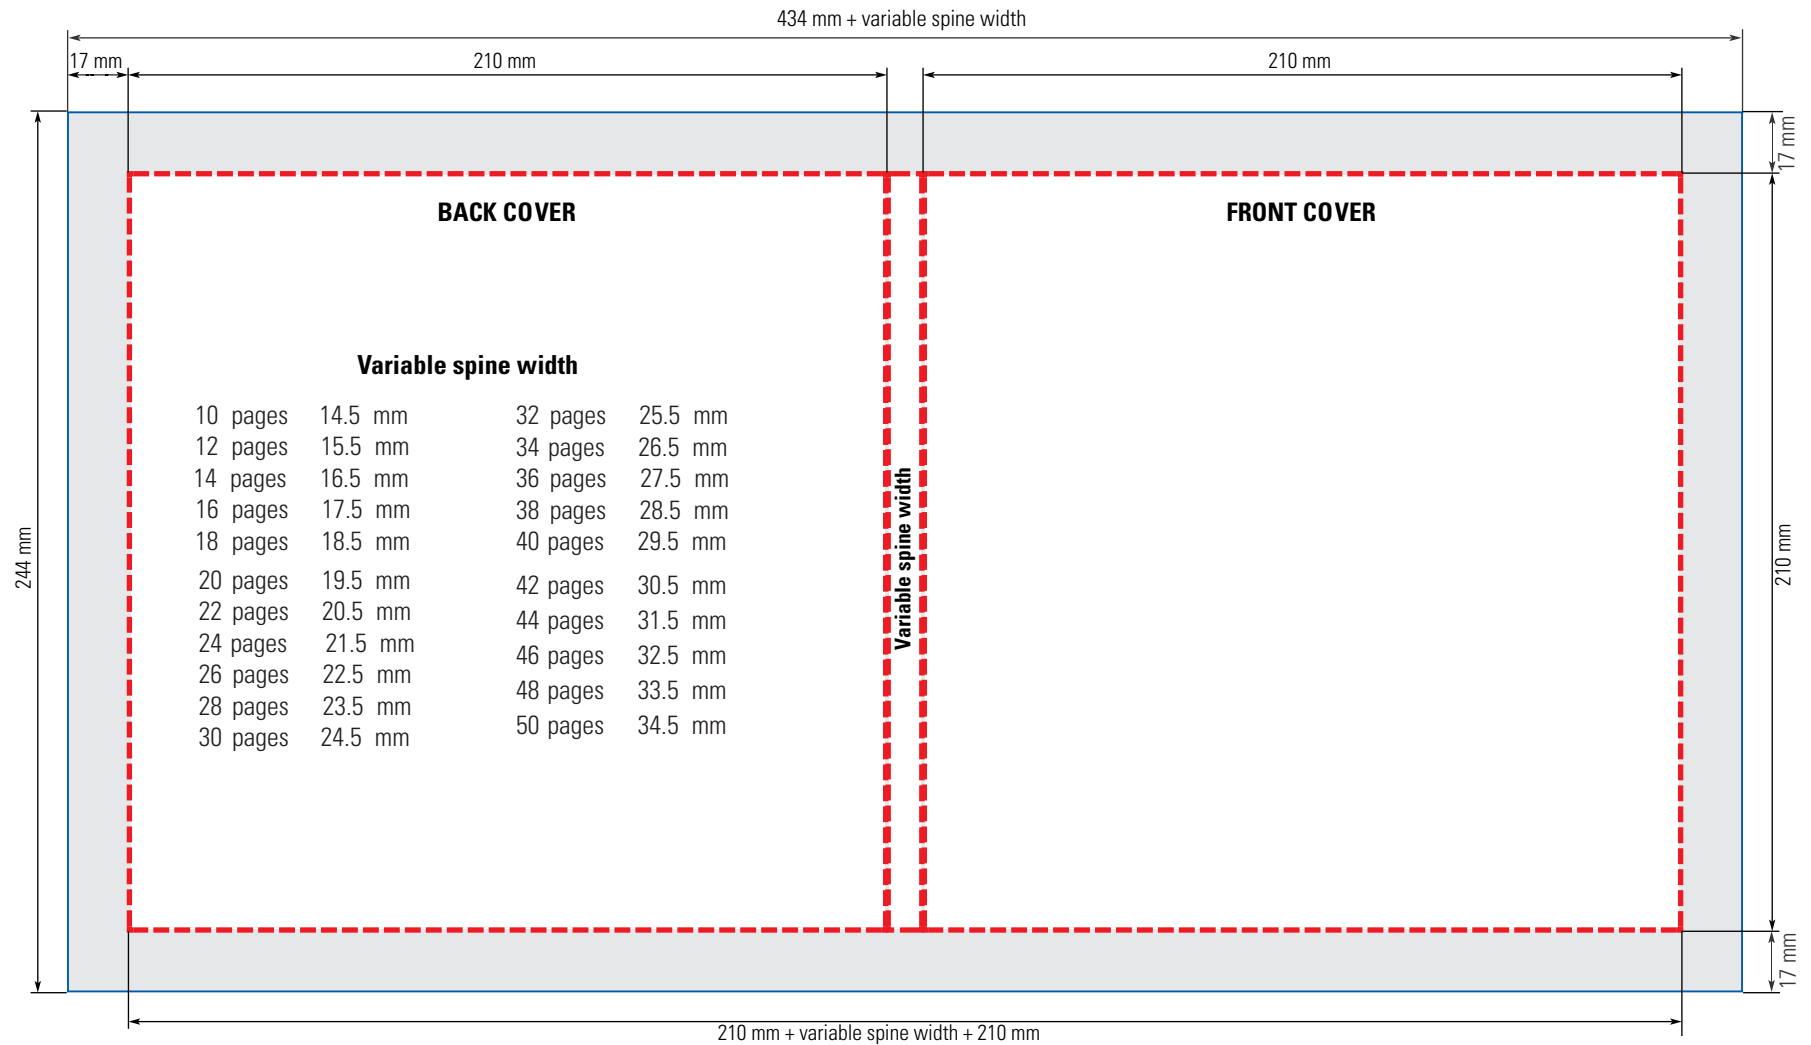 434 mm + variable spine width
17 mm
210 mm
210 mm
17 mm
BACK COVER
FRONT COVER
Variable spine width
10 pages 14.5 mm
12 pages 15.5 mm
14 pages 16.5 mm
16 pages 17.5 mm
18 pages 18.5 mm
20 pages 19.5 mm
22 pages 20.5 mm
24 pages 21.5 mm
26 pages 22.5 mm
28 pages 23.5 mm
30 pages 24.5 mm
32 pages 25.5 mm
34 pages 26.5 mm
36 pages 27.5 mm
38 pages 28.5 mm
40 pages 29.5 mm
42 pages 30.5 mm
44 pages 31.5 mm
46 pages 32.5 mm
48 pages 33.5 mm
50 pages 34.5 mm
Variable spine width
244 mm
210 mm
17 mm
210 mm + variable spine width + 210 mm